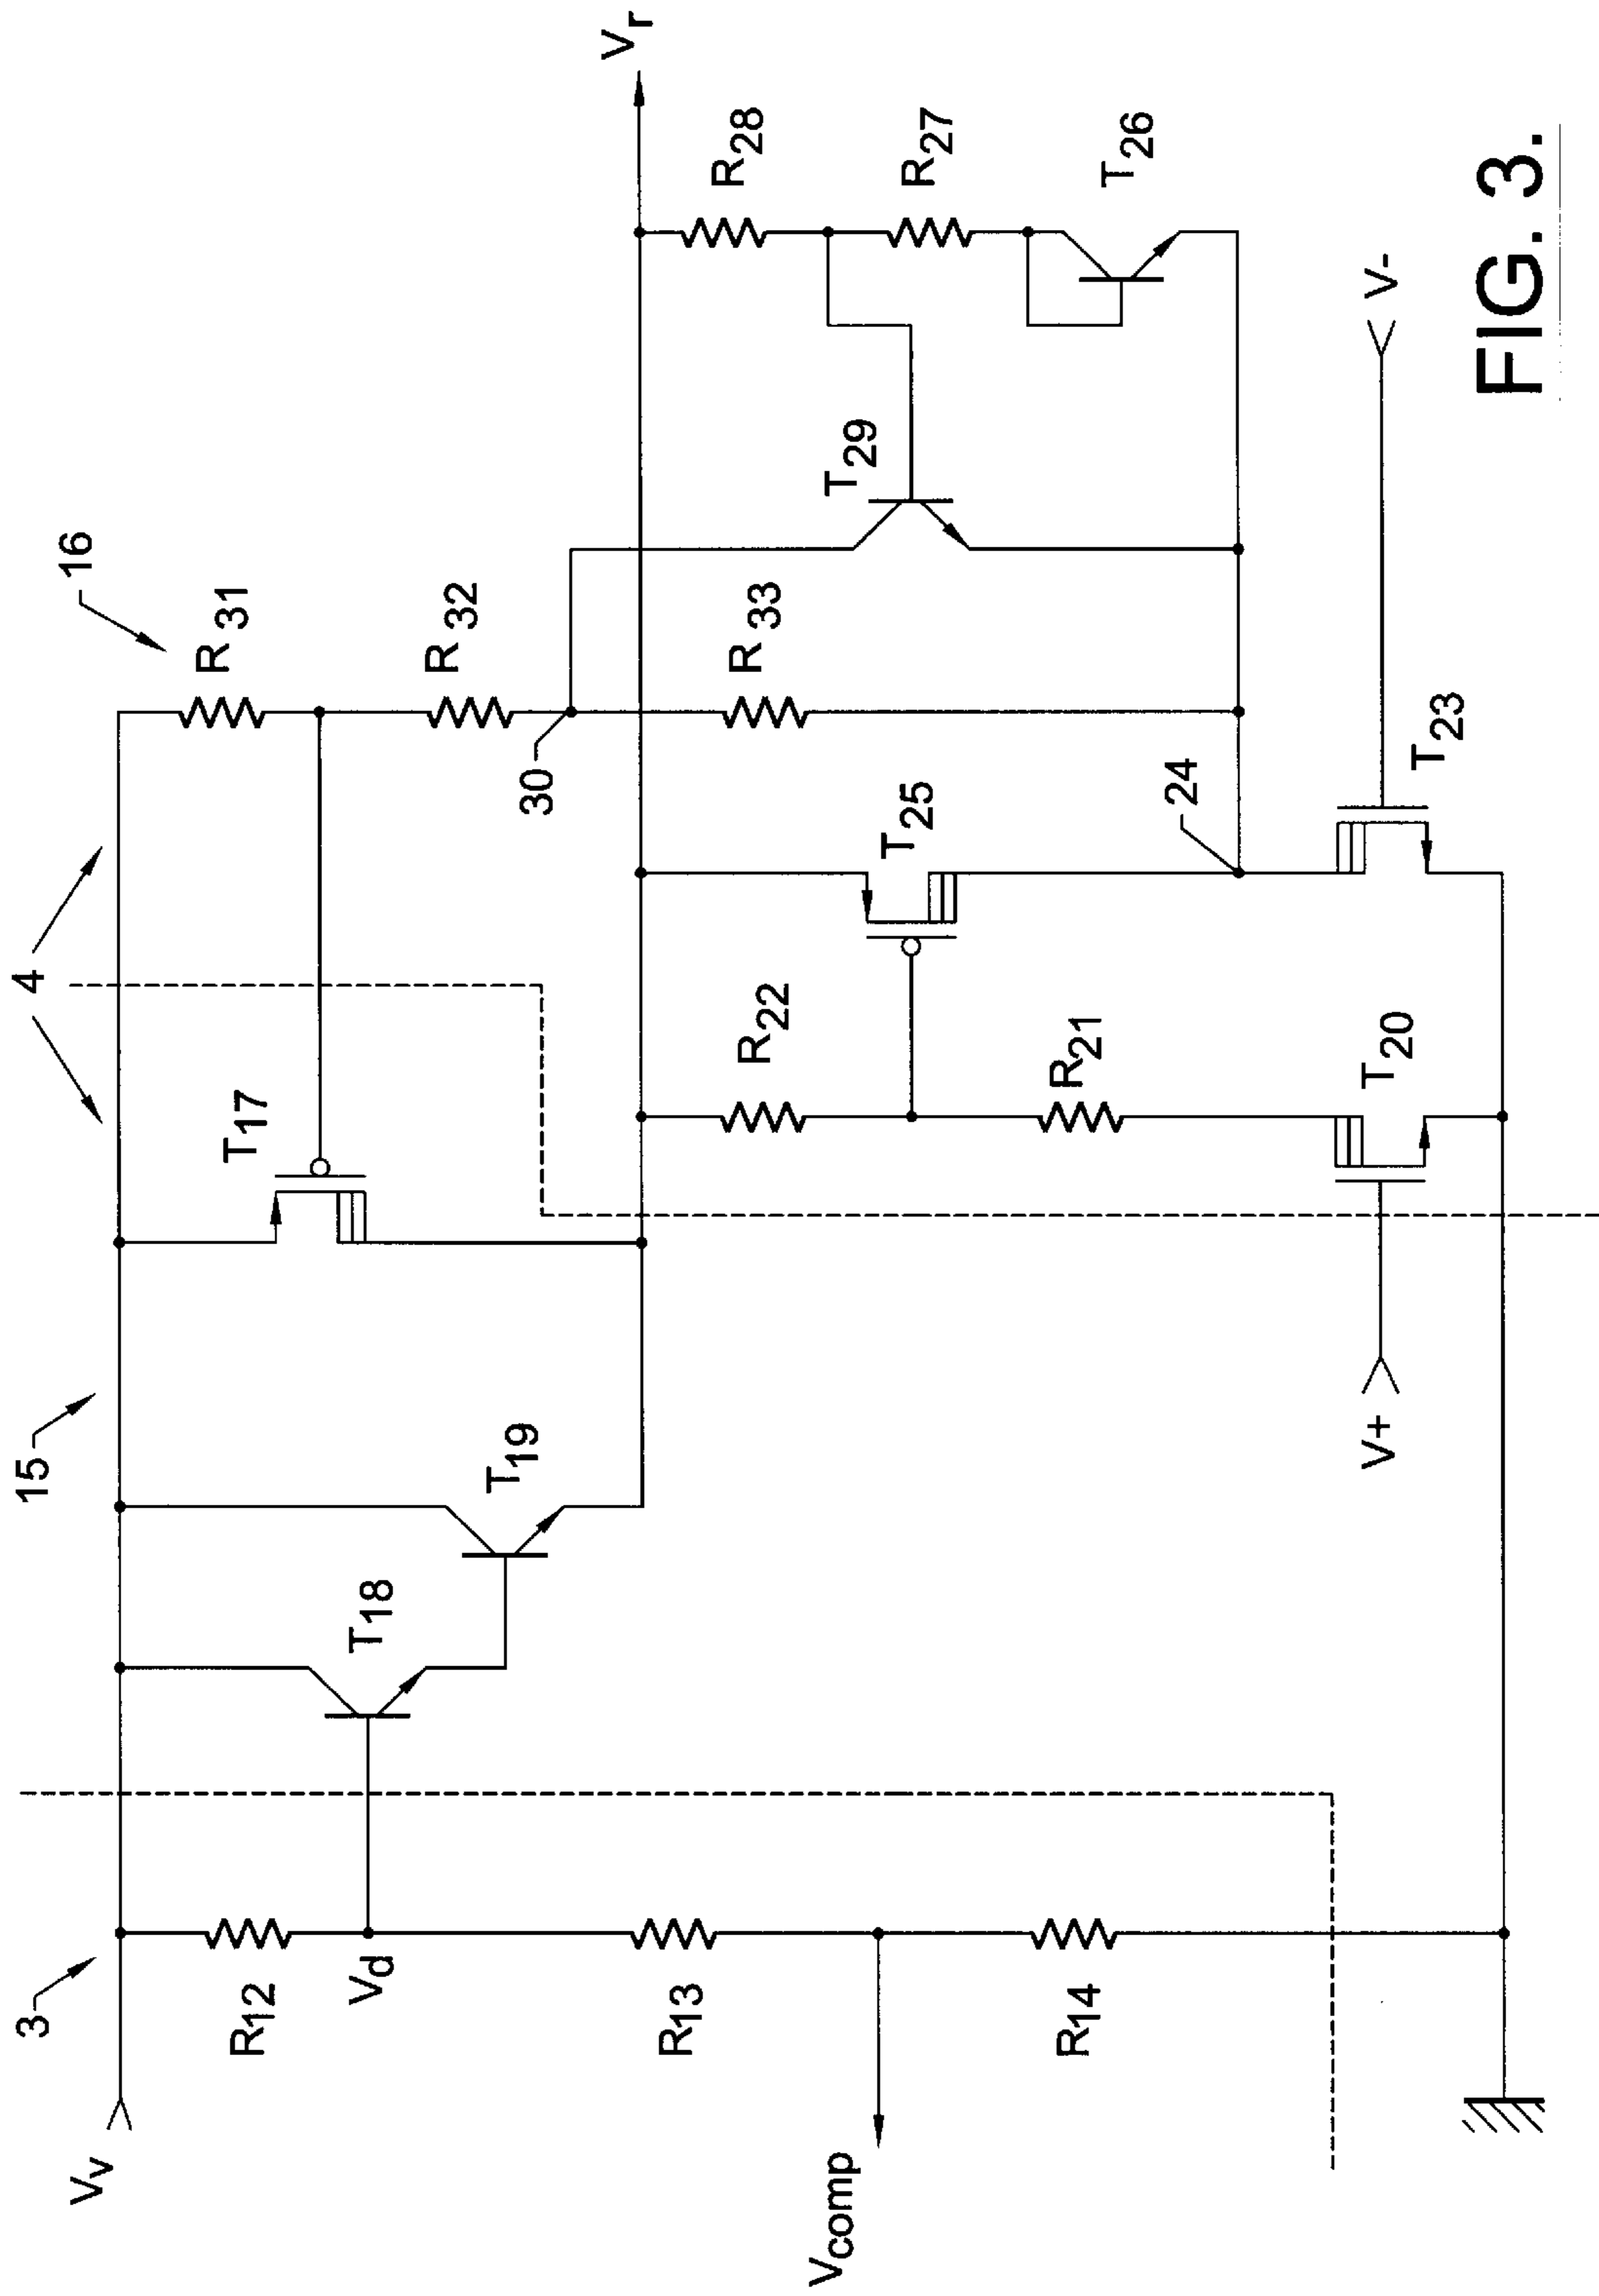 3
15
4
16
Vv
R12
Vd
R13
Vcomp
R14
T18
T19
T17
R31
R32
30
R33
Vr
R28
R27
T26
T29
T25
24
R22
R21
T20
T23
V+
V-
FIG. 3.